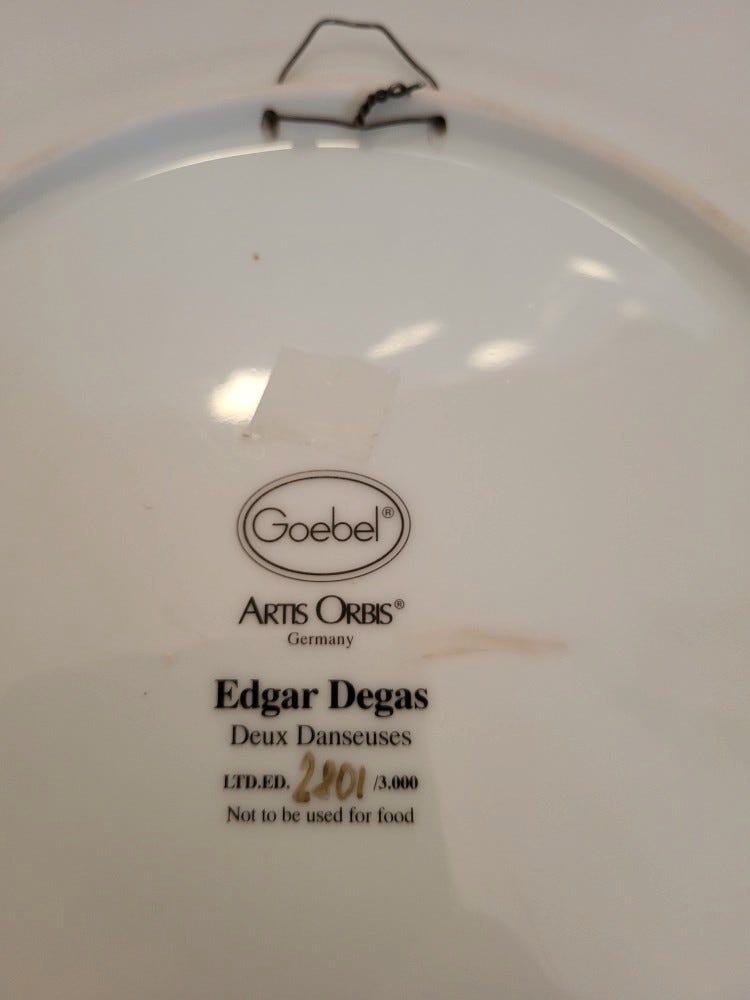 Goebel®
ARTIS ORBIS®
Germany
Edgar Degas
Deux Danseuses
LTD.ED. 2801 /3.000
Not to be used for food